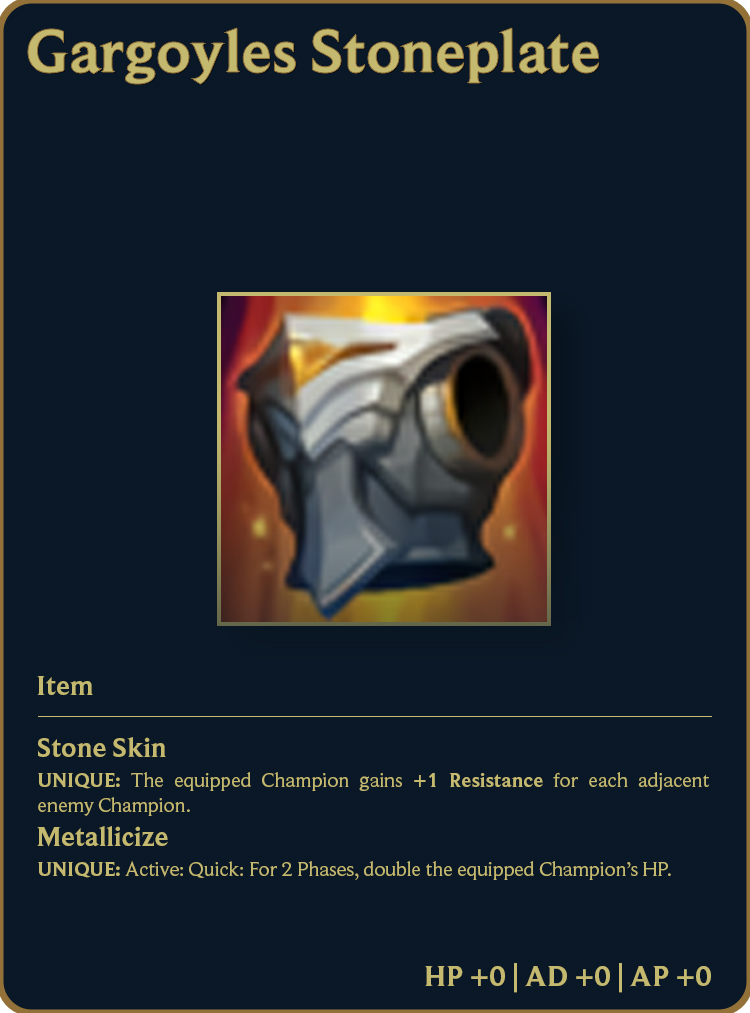 Gargoyles Stoneplate
Item
Stone Skin
UNIQUE: The equipped Champion gains +1 Resistance for each adjacent
enemy Champion.
Metallicize
UNIQUE: Active: Quick: For 2 Phases, double the equipped Champion’s HP.
HP +0 | AD +0 | AP +0